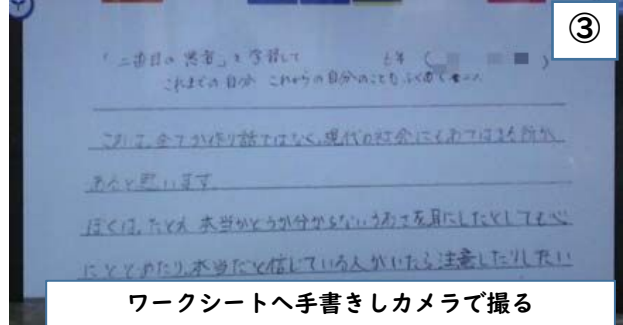 ③
「二番目の悪者」を学習して 6年（ ）
これまでの自分 これからの自分のことも ふくめて
これは、全てが作り話ではなく、現代の社会にもあてはまる所が
あると思います。
ぼくは、たとえ 本当かどうか分からないうわさを耳にしたとしても心
にとどめたり、本当だと信じている人がいたら注意したりしたい
ワークシートへ手書きしカメラで撮る